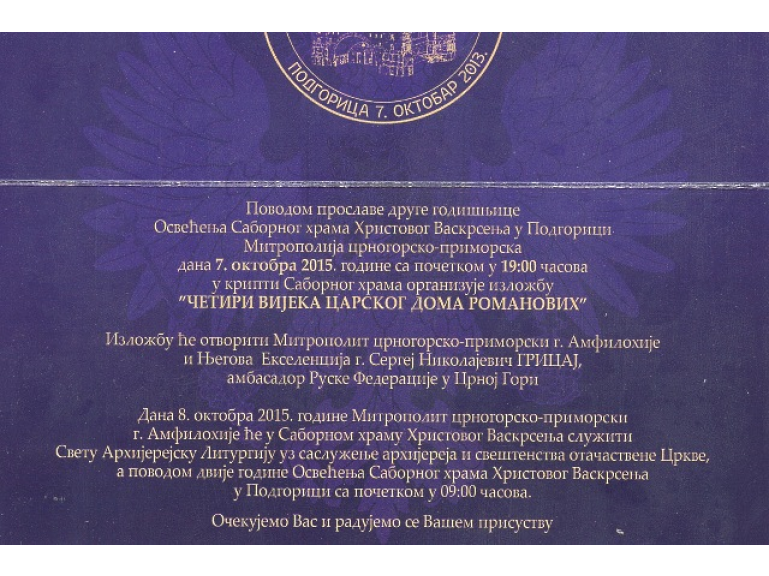 ПОДГОРИЦА 7. ОКТОБАР 2013.
Поводом прославе друге годишњице
Освећења Саборног храма Христовог Васкрсења у Подгорици
Митрополија црногорско-приморска
дана 7. октобра 2015. године са почетком у 19:00 часова
у крипти Саборног храма организује изложбу
”ЧЕТИРИ ВИЈЕКА ЦАРСКОГ ДОМА РОМАНОВИХ”
Изложбу ће отворити Митрополит црногорско-приморски г. Амфилохије
и Његова Екселенција г. Сергеј Николајевич ГРИЦАЈ,
амбасадор Руске Федерације у Црној Гори
Дана 8. октобра 2015. године Митрополит црногорско-приморски
г. Амфилохије ће у Саборном храму Христовог Васкрсења служити
Свету Архијерејску Литургију уз саслужење архијереја и свештенства отачаствене Цркве,
а поводом двије године Освећења Саборног храма Христовог Васкрсења
у Подгорици са почетком у 09:00 часова.
Очекујемо Вас и радујемо се Вашем присуству